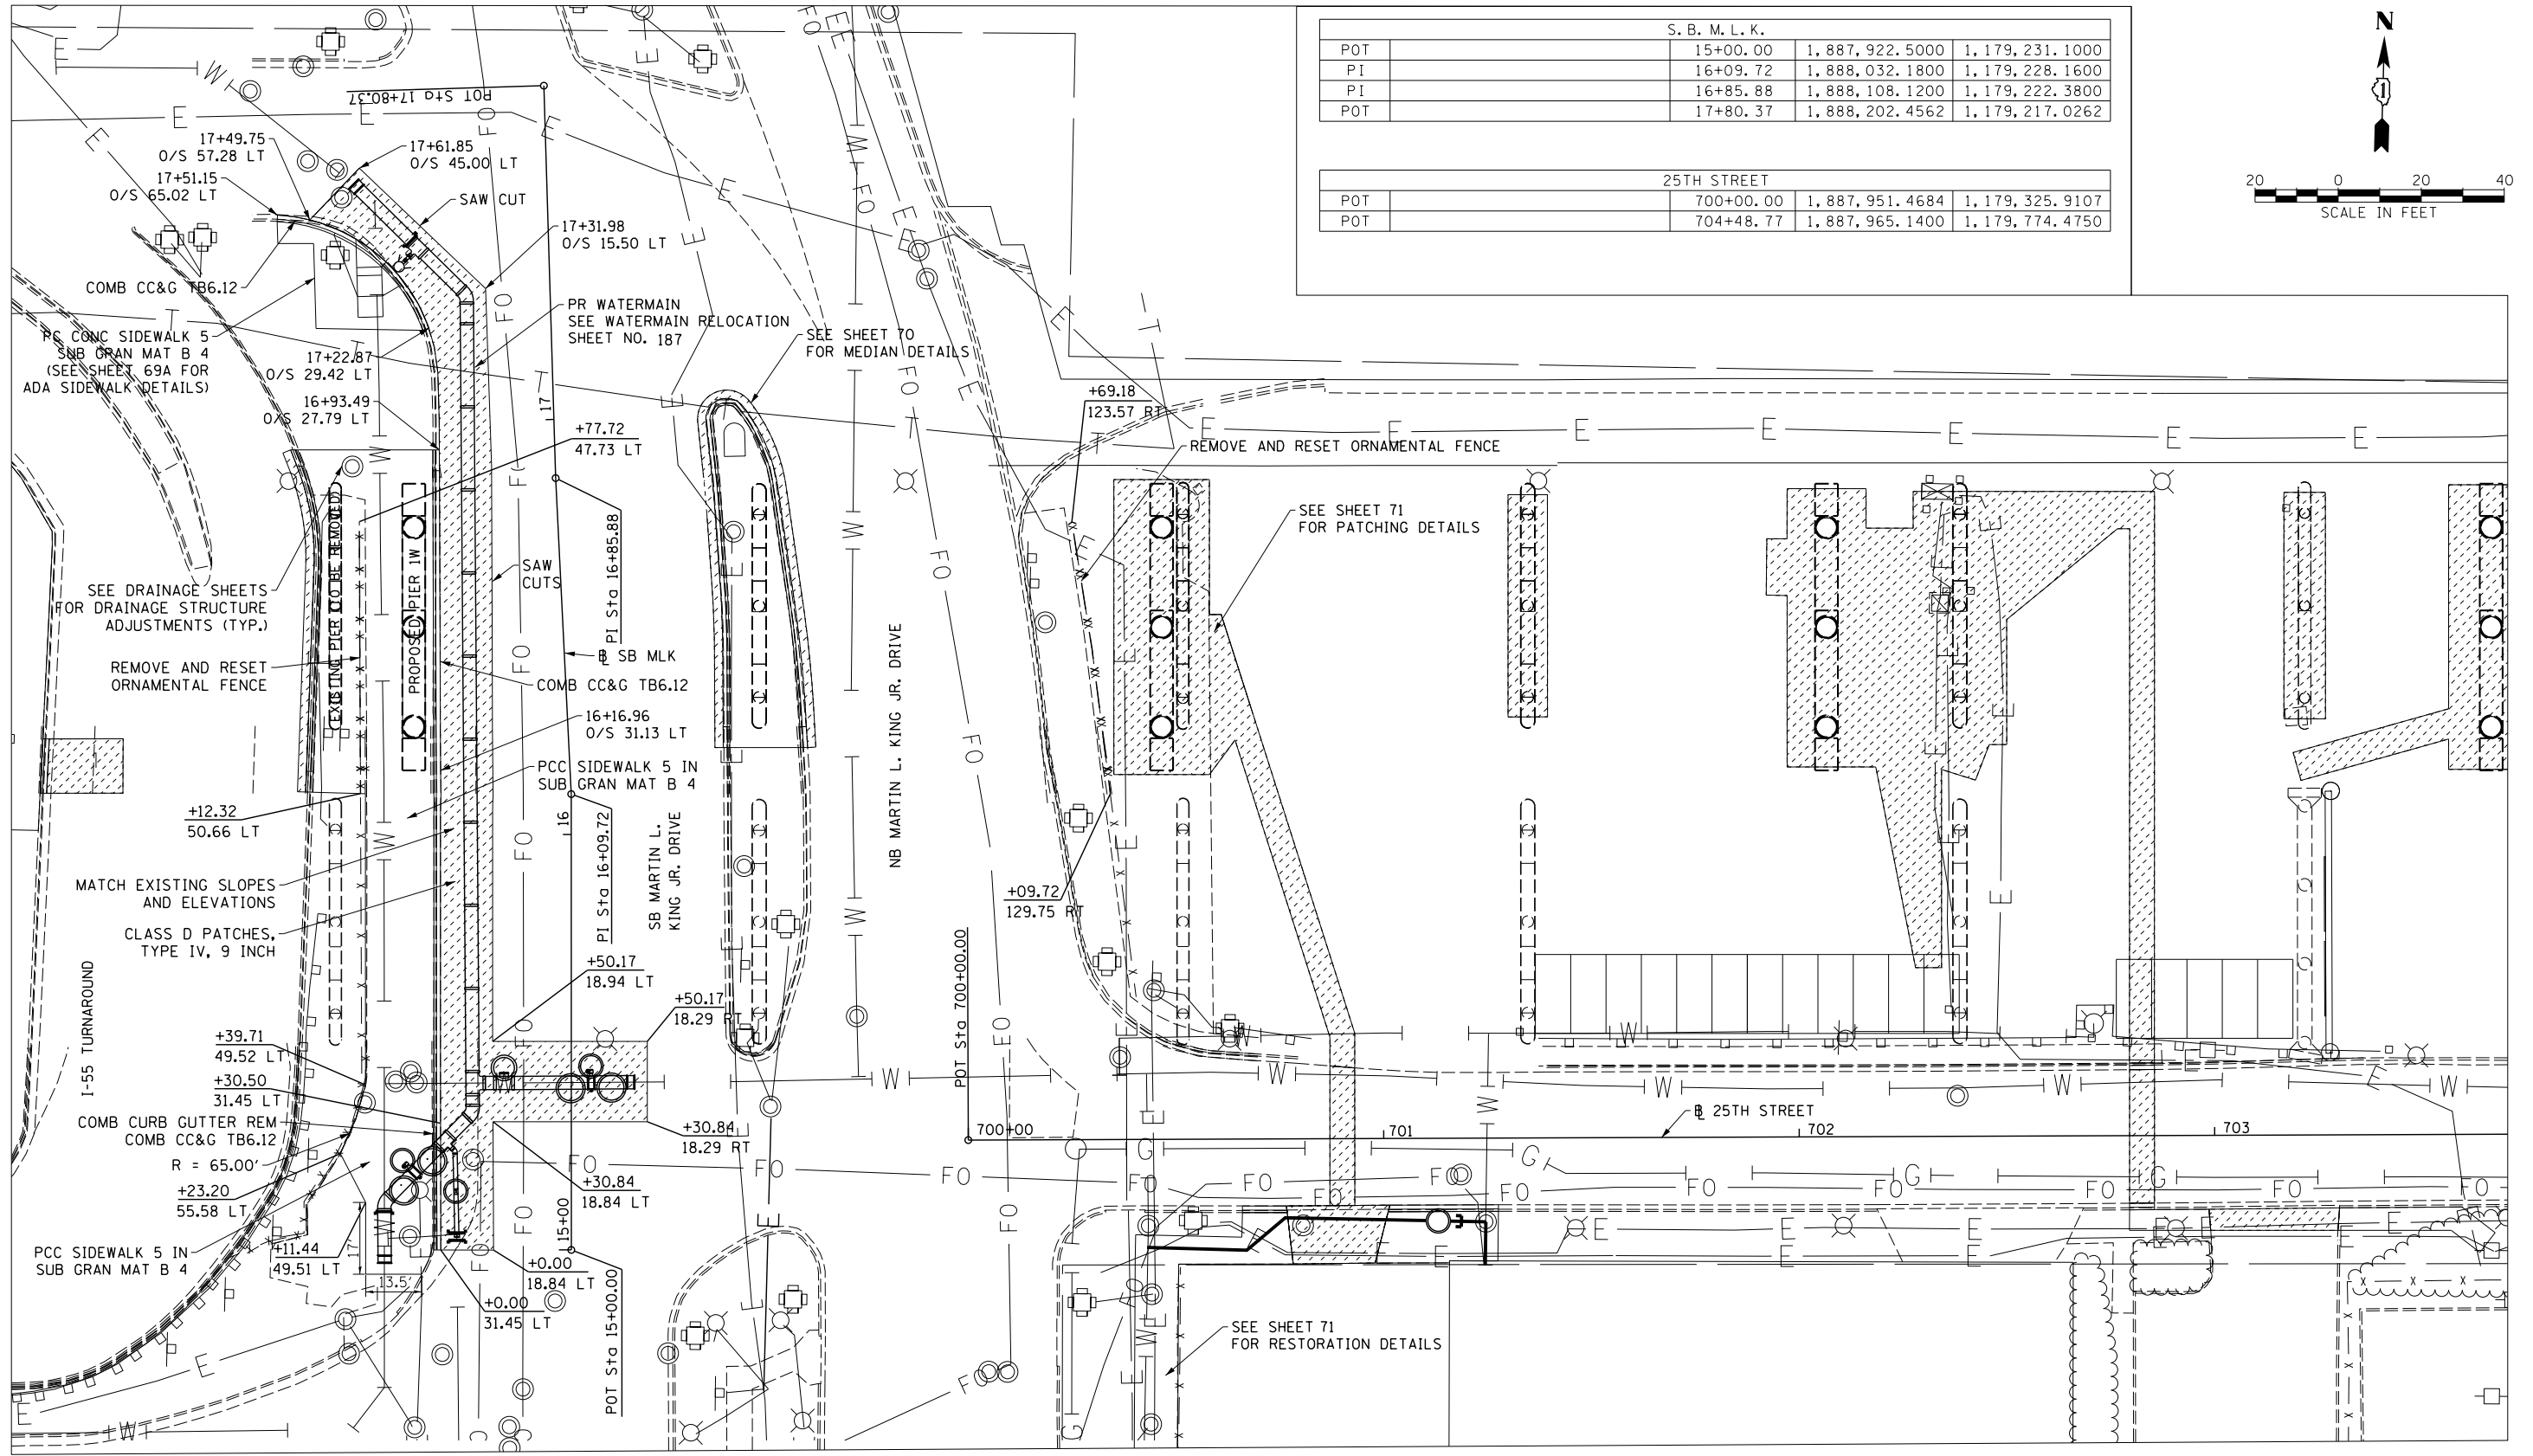 S.B. M.L.K.
POT 15+00.00 1,887,922.5000 1,179,231.1000
PI 16+09.72 1,888,032.1800 1,179,228.1600
PI 16+85.88 1,888,108.1200 1,179,222.3800
POT 17+80.37 1,888,202.4562 1,179,217.0262
25TH STREET
POT 700+00.00 1,887,951.4684 1,179,325.9107
POT 704+48.77 1,887,965.1400 1,179,774.4750
N
1
20 0 20 40
SCALE IN FEET
POT Sta 17+80.37
17+49.75
O/S 57.28 LT
17+61.85
O/S 45.00 LT
17+51.15
O/S 65.02 LT
SAW CUT
17+31.98
O/S 15.50 LT
COMB CC&G TB6.12
PR WATERMAIN
SEE WATERMAIN RELOCATION
SHEET NO. 187
PC CONC SIDEWALK 5
SUB GRAN MAT B 4
(SEE SHEET 69A FOR
ADA SIDEWALK DETAILS)
17+22.87
O/S 29.42 LT
SEE SHEET 70
FOR MEDIAN DETAILS
16+93.49
O/S 27.79 LT
17
+77.72
47.73 LT
+69.18
123.57 RT
REMOVE AND RESET ORNAMENTAL FENCE
SEE SHEET 71
FOR PATCHING DETAILS
EXISTING PIER (TO BE REMOVED)
PROPOSED PIER 1W
SAW
CUTS
PI Sta 16+85.88
SEE DRAINAGE SHEETS
FOR DRAINAGE STRUCTURE
ADJUSTMENTS (TYP.)
REMOVE AND RESET
ORNAMENTAL FENCE
B SB MLK
COMB CC&G TB6.12
16+16.96
O/S 31.13 LT
PCC SIDEWALK 5 IN
SUB GRAN MAT B 4
+12.32
50.66 LT
16
PI Sta 16+09.72
SB MARTIN L.
KING JR. DRIVE
NB MARTIN L. KING JR. DRIVE
MATCH EXISTING SLOPES
AND ELEVATIONS
CLASS D PATCHES,
TYPE IV, 9 INCH
+09.72
129.75 RT
I-55 TURNAROUND
+50.17
18.94 LT
+50.17
18.29 RT
POT Sta 700+00.00
+39.71
49.52 LT
+30.50
31.45 LT
COMB CURB GUTTER REM
COMB CC&G TB6.12
R = 65.00'
+23.20
55.58 LT
+30.84
18.29 RT
+30.84
18.84 LT
B 25TH STREET
700+00
701
702
703
PCC SIDEWALK 5 IN
SUB GRAN MAT B 4
+11.44
49.51 LT
17'
13.5'
+0.00
18.84 LT
+0.00
31.45 LT
15+00
POT Sta 15+00.00
SEE SHEET 71
FOR RESTORATION DETAILS